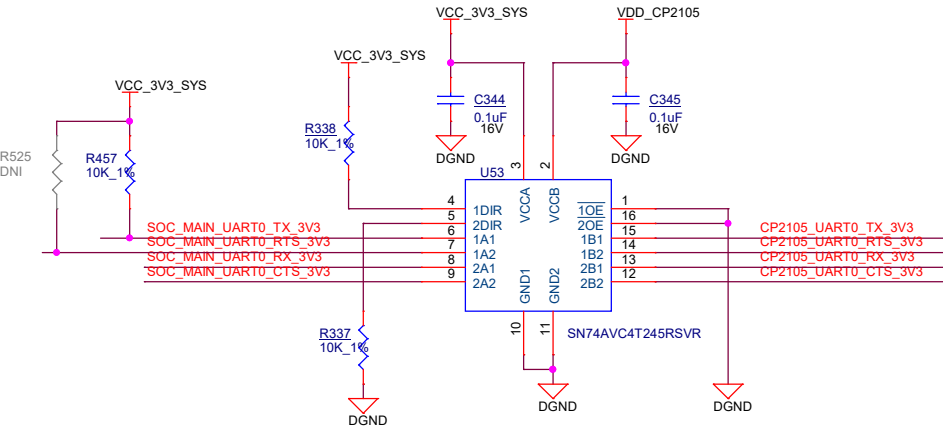 VCC_3V3_SYS
VDD_CP2105
VCC_3V3_SYS
VCC_3V3_SYS
C344
0.1uF
16V
C345
0.1uF
16V
R525
DNI
R457
10K_1%
R338
10K_1%
DGND
DGND
U53
3
2
VCCA
VCCB
4
1DIR
1OE
1
5
2DIR
2OE
16
SOC_MAIN_UART0_TX_3V3
6
1A1
1B1
15
CP2105_UART0_TX_3V3
SOC_MAIN_UART0_RTS_3V3
7
1A2
1B2
14
CP2105_UART0_RTS_3V3
SOC_MAIN_UART0_RX_3V3
8
2A1
2B1
13
CP2105_UART0_RX_3V3
SOC_MAIN_UART0_CTS_3V3
9
2A2
2B2
12
CP2105_UART0_CTS_3V3
GND1
GND2
10
11
SN74AVC4T245RSVR
R337
10K_1%
DGND
DGND
DGND